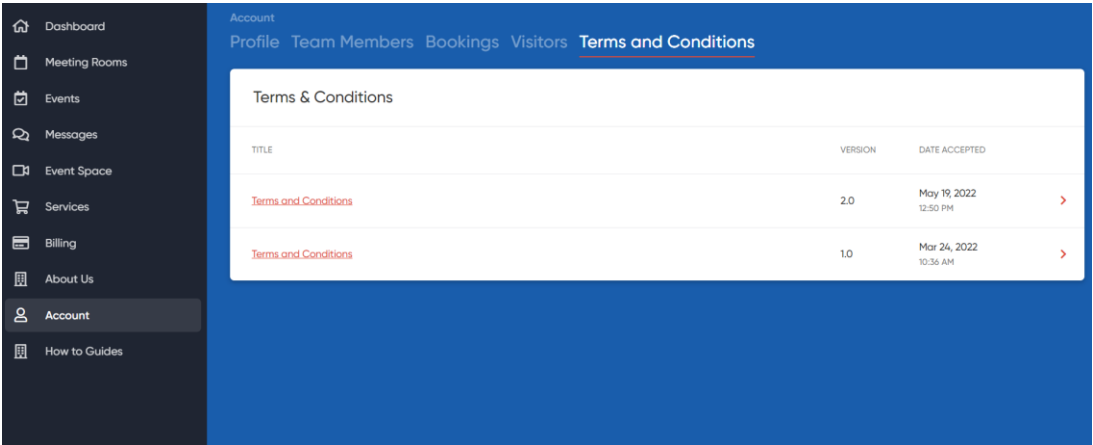 Dashboard
Meeting Rooms
Events
Messages
Event Space
Services
Billing
About Us
Account
How to Guides
Account
Profile Team Members Bookings Visitors Terms and Conditions
Terms & Conditions
TITLE VERSION DATE ACCEPTED
Terms and Conditions 2.0 May 19, 2022
12:50 PM
Terms and Conditions 1.0 Mar 24, 2022
10:36 AM